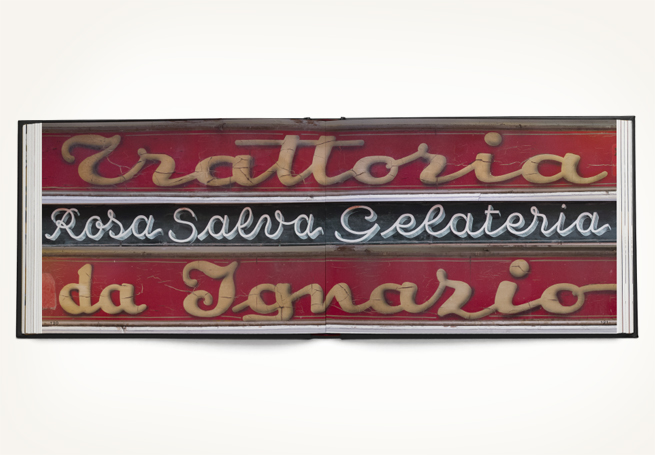 Trattoria
Rosa Salva Gelateria
da Ignazio